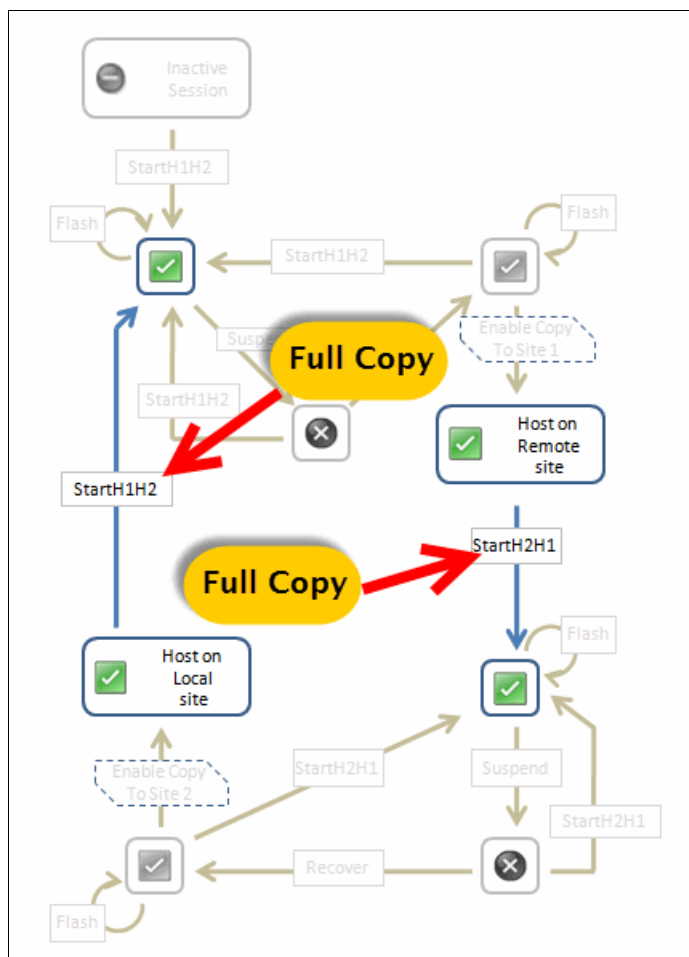 Inactive
Session
StartH1H2
Flash
Flash
StartH1H2
Enable Copy
To Site 1
Full Copy
StartH1H2
Host on
Remote
site
StartH1H2
StartH2H1
Full Copy
Flash
Host on
Local
site
Enable Copy
To Site 2
StartH2H1
Suspend
StartH2H1
Recover
Flash